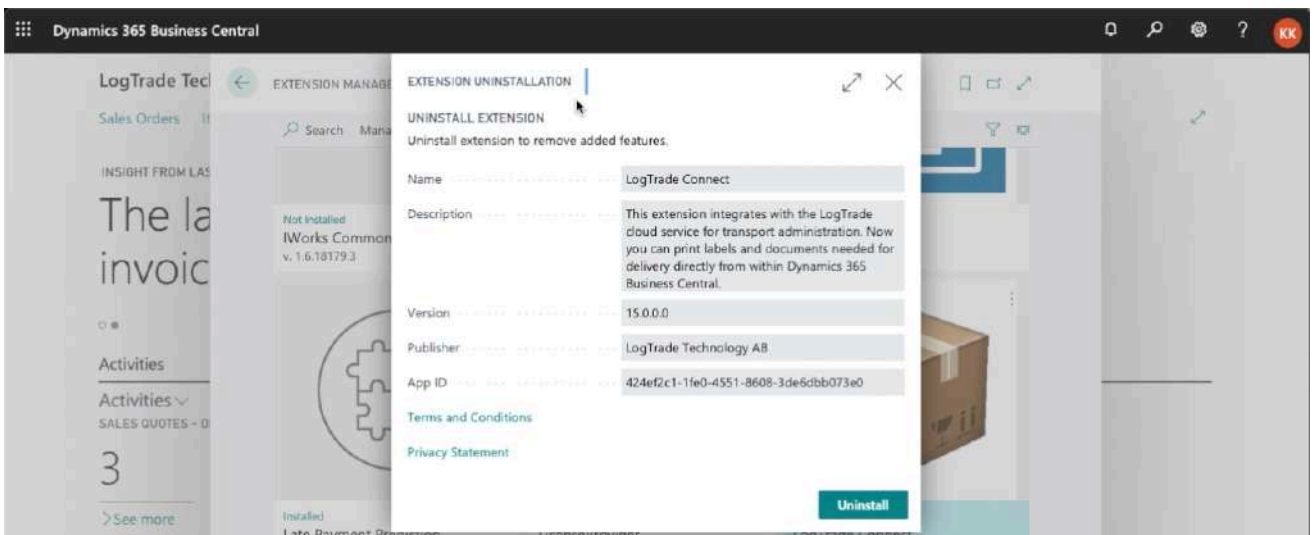 Dynamics 365 Business Central
?
KK
LogTrade Tec
EXTENSION MANAGE
Sales Orders
Search Mana
INSIGHT FROM LAS
The la
invoic
Activities
Activities
SALES QUOTES - O
3
See more
Not Installed
IWorks Common
v. 1.6.18179.3
Installed
EXTENSION UNINSTALLATION
UNINSTALL EXTENSION
Uninstall extension to remove added features.
Name LogTrade Connect
Description This extension integrates with the LogTrade
cloud service for transport administration. Now
you can print labels and documents needed for
delivery directly from within Dynamics 365
Business Central.
Version 15.0.0.0
Publisher LogTrade Technology AB
App ID 424ef2c1-1fe0-4551-8608-3de6dbb073e0
Terms and Conditions
Privacy Statement
Uninstall